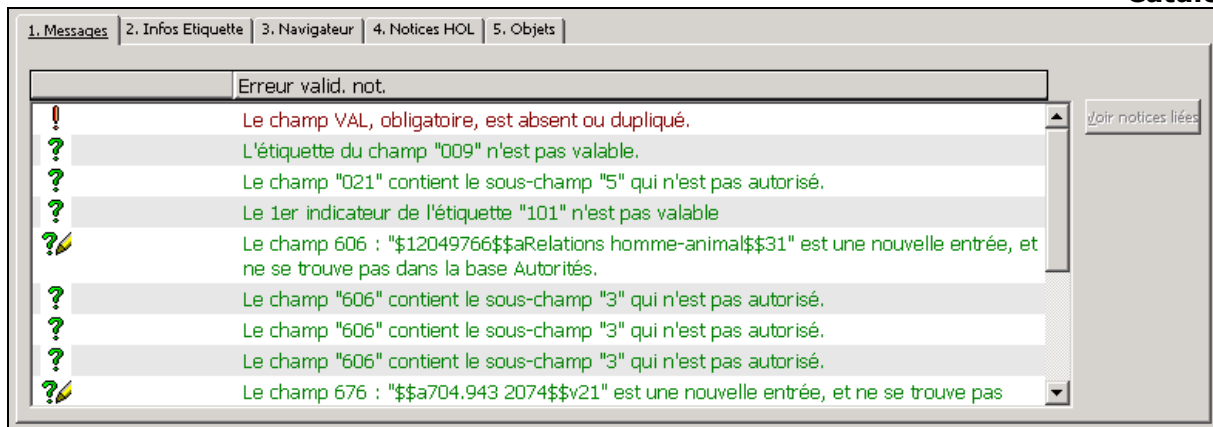 1. Messages 2. Infos Etiquette 3. Navigateur 4. Notices HOL 5. Objets
Erreur valid. not.
Le champ VAL, obligatoire, est absent ou dupliqué.
Voir notices liées
L'étiquette du champ "009" n'est pas valable.
Le champ "021" contient le sous-champ "5" qui n'est pas autorisé.
Le 1er indicateur de l'étiquette "101" n'est pas valable
Le champ 606 : "$12049766$$aRelations homme-animal$$31" est une nouvelle entrée, et
ne se trouve pas dans la base Autorités.
Le champ "606" contient le sous-champ "3" qui n'est pas autorisé.
Le champ "606" contient le sous-champ "3" qui n'est pas autorisé.
Le champ "606" contient le sous-champ "3" qui n'est pas autorisé.
Le champ 676 : "$$a704.943 2074$$v21" est une nouvelle entrée, et ne se trouve pas